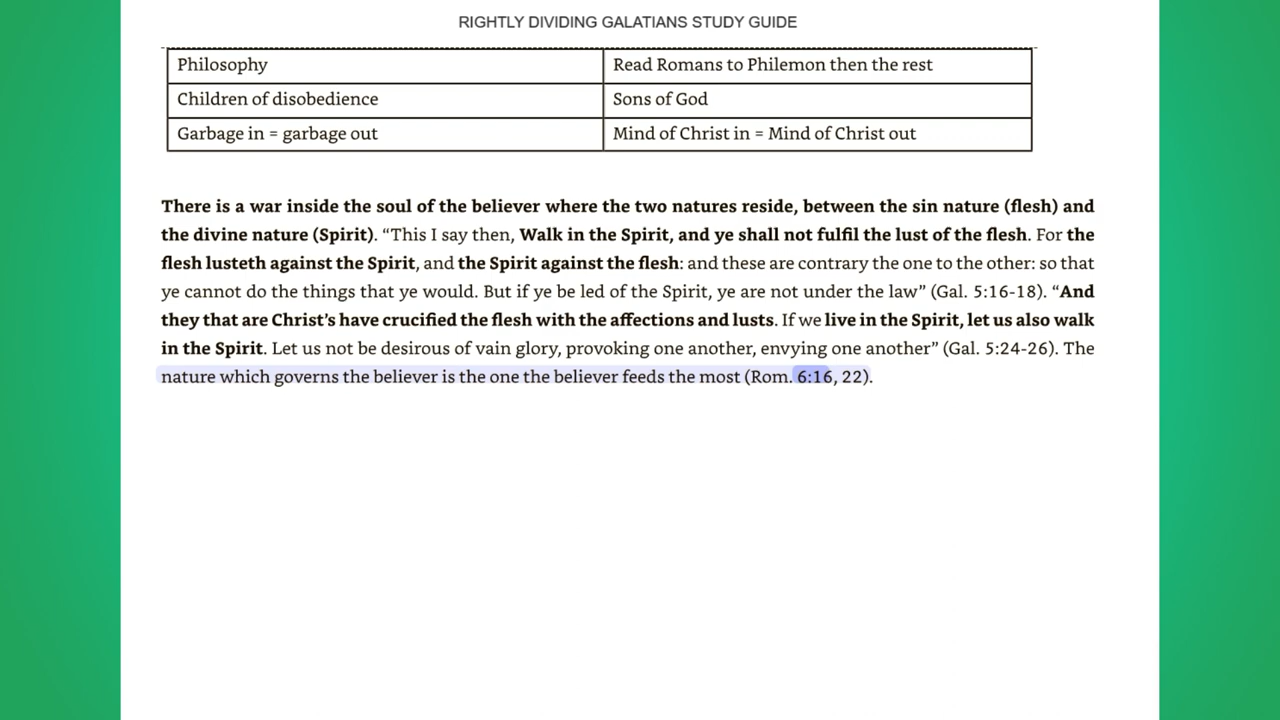 RIGHTLY DIVIDING GALATIANS STUDY GUIDE
Philosophy Read Romans to Philemon then the rest
Children of disobedience Sons of God
Garbage in = garbage out Mind of Christ in = Mind of Christ out
There is a war inside the soul of the believer where the two natures reside, between the sin nature (flesh) and
the divine nature (Spirit). “This I say then, Walk in the Spirit, and ye shall not fulfil the lust of the flesh. For the
flesh lusteth against the Spirit, and the Spirit against the flesh: and these are contrary the one to the other: so that
ye cannot do the things that ye would. But if ye be led of the Spirit, ye are not under the law” (Gal. 5:16-18). “And
they that are Christ’s have crucified the flesh with the affections and lusts. If we live in the Spirit, let us also walk
in the Spirit. Let us not be desirous of vain glory, provoking one another, envying one another” (Gal. 5:24-26). The
nature which governs the believer is the one the believer feeds the most (Rom. 6:16, 22).